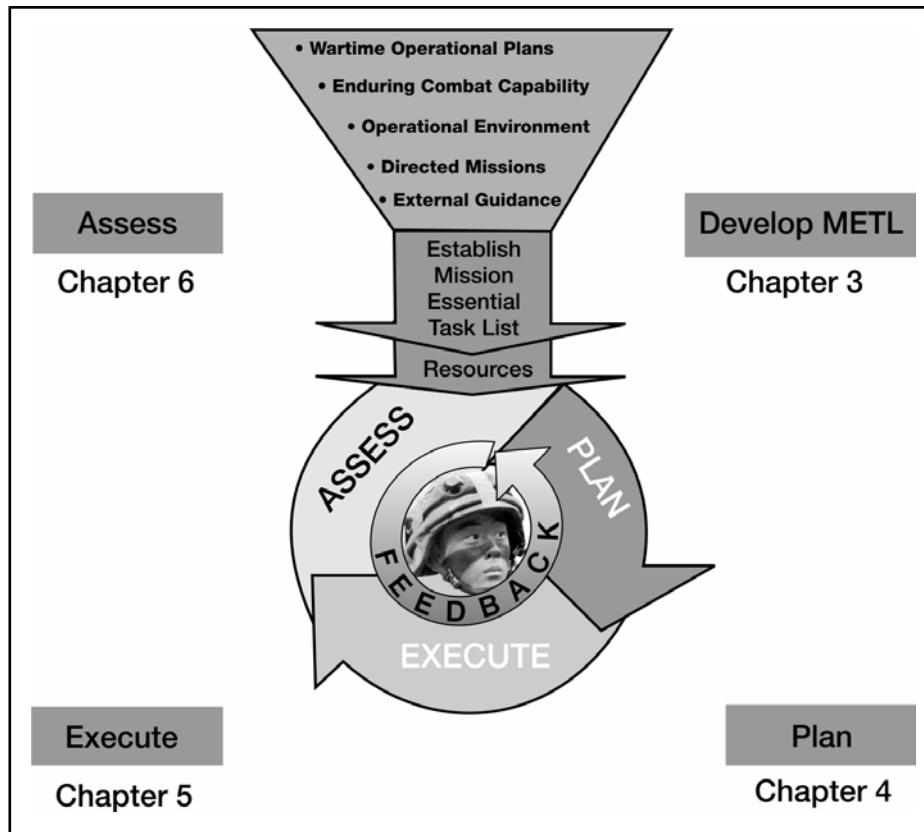 • Wartime Operational Plans
• Enduring Combat Capability
• Operational Environment
• Directed Missions
• External Guidance
Assess
Chapter 6
Develop METL
Chapter 3
Establish
Mission
Essential
Task List
Resources
ASSESS
PLAN
FEEDBACK
EXECUTE
Execute
Chapter 5
Plan
Chapter 4